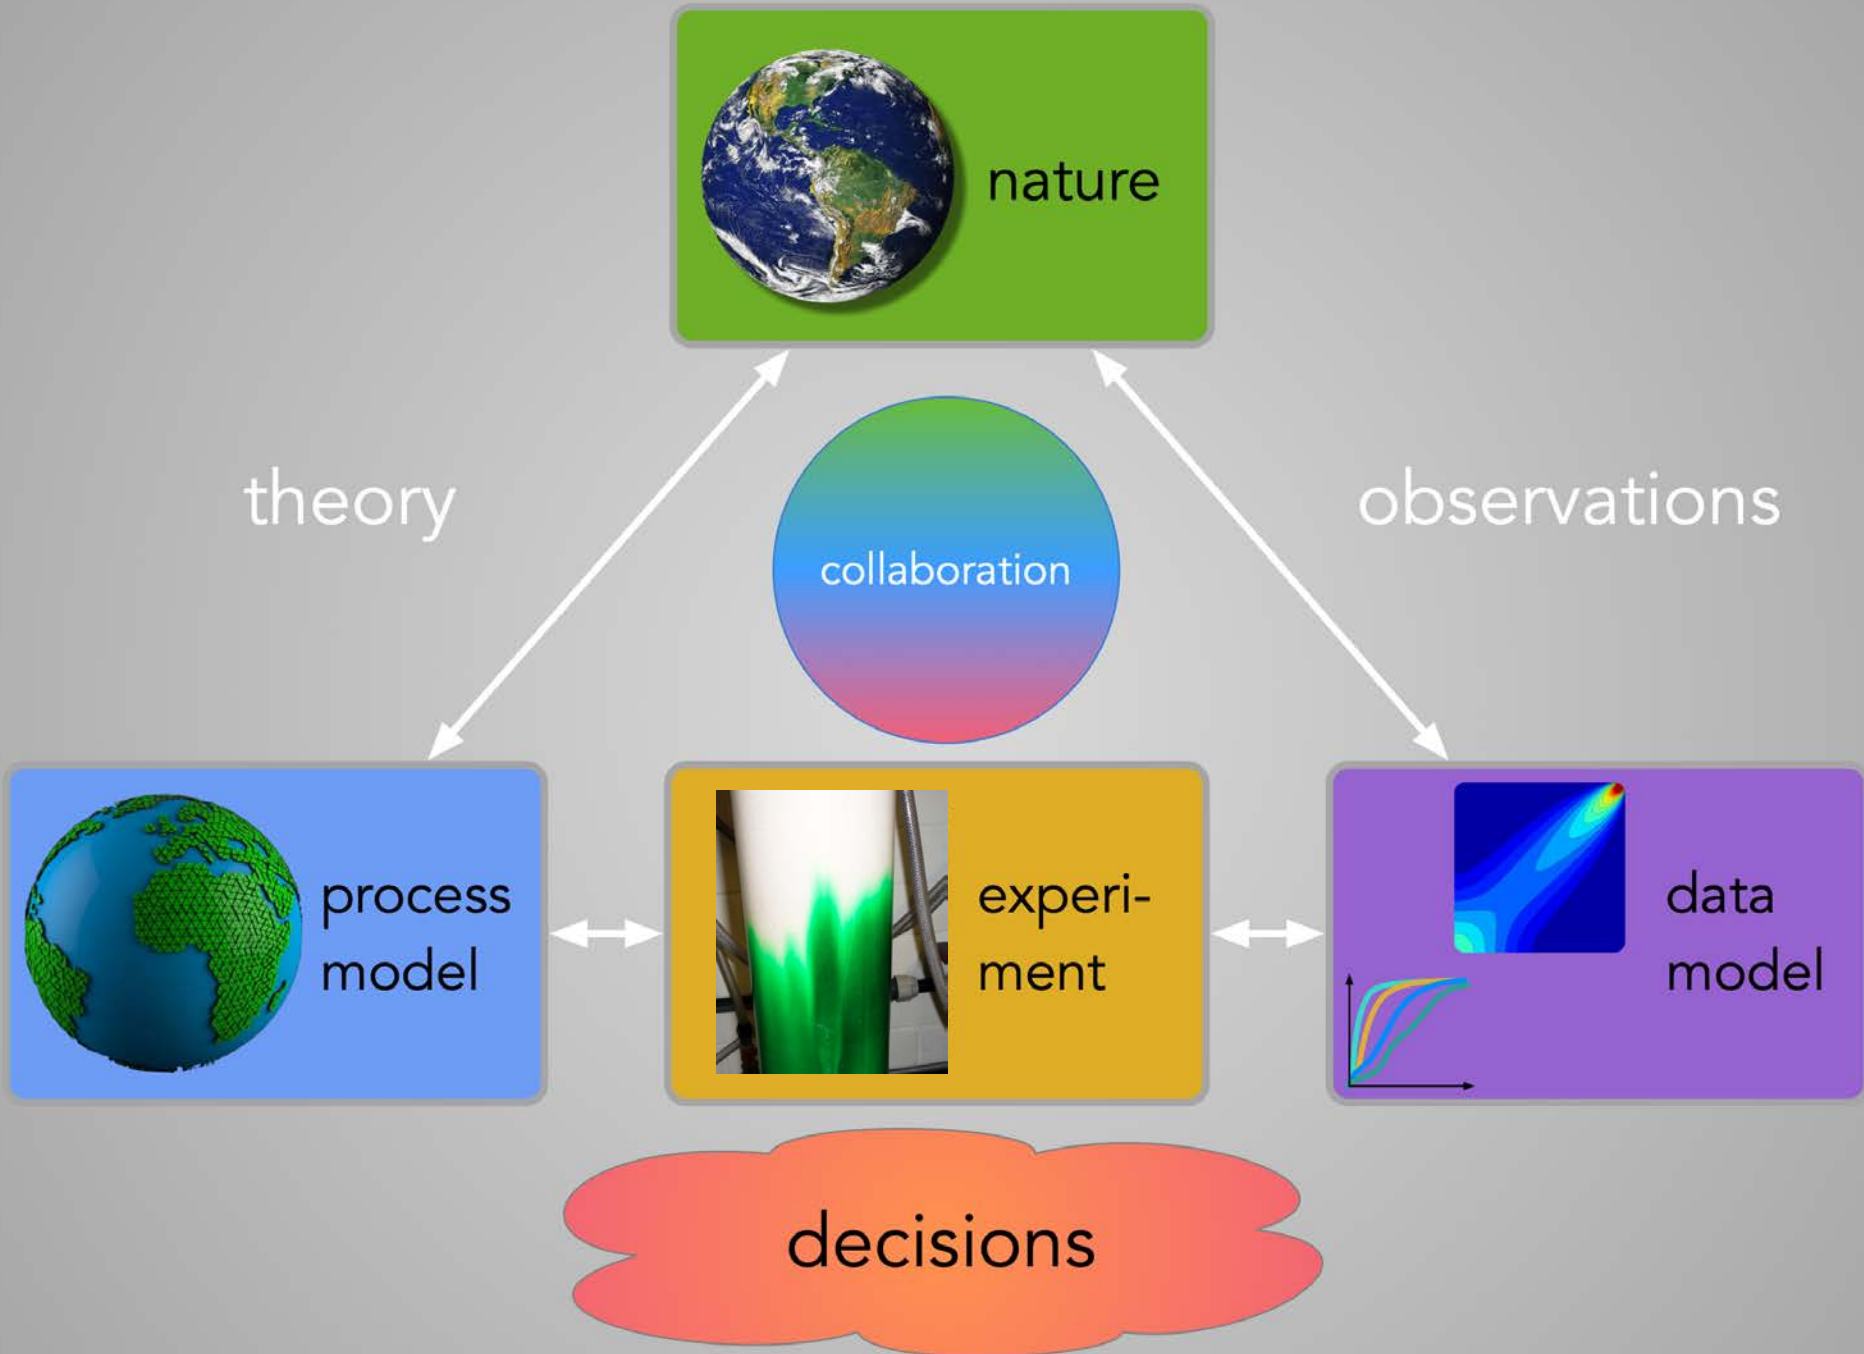 nature
theory
observations
collaboration
process
model
experi-
ment
data
model
decisions